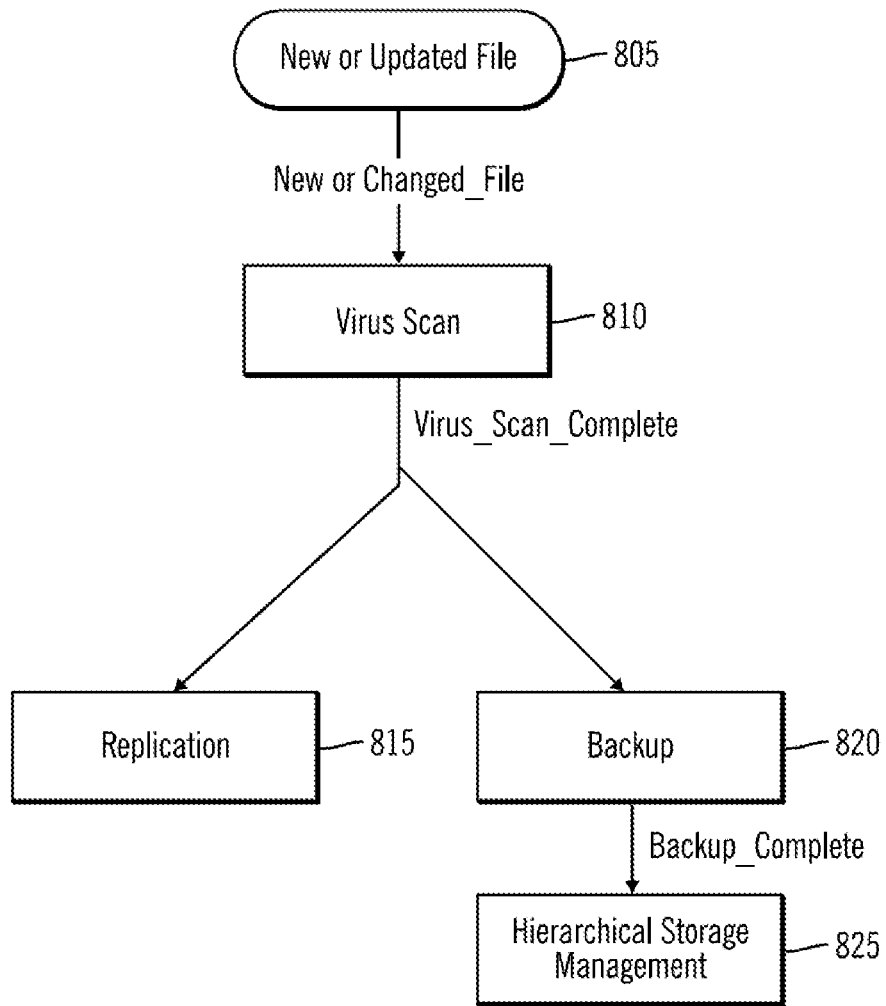 New or Updated File
805
New or Changed_File
Virus Scan
810
Virus_Scan_Complete
Replication
815
Backup
820
Backup_Complete
Hierarchical Storage
Management
825